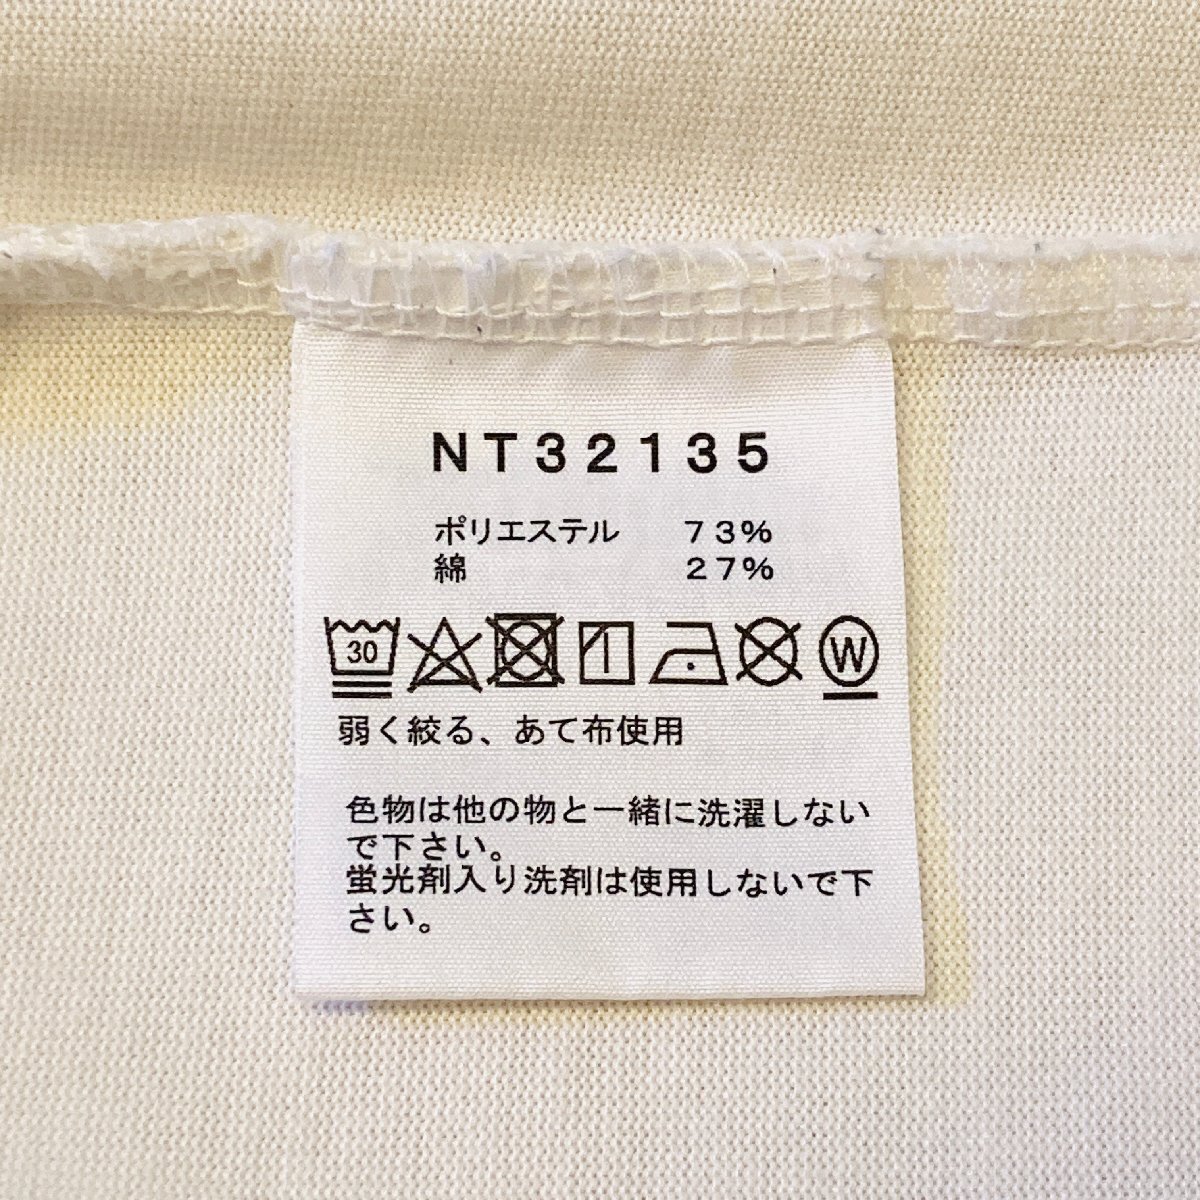 NT32135
ポリエステル 73%
綿 27%
30 W
弱く絞る、あて布使用
色物は他の物と一緒に洗濯しない
で下さい。
蛍光剤入り洗剤は使用しないで下
さい。